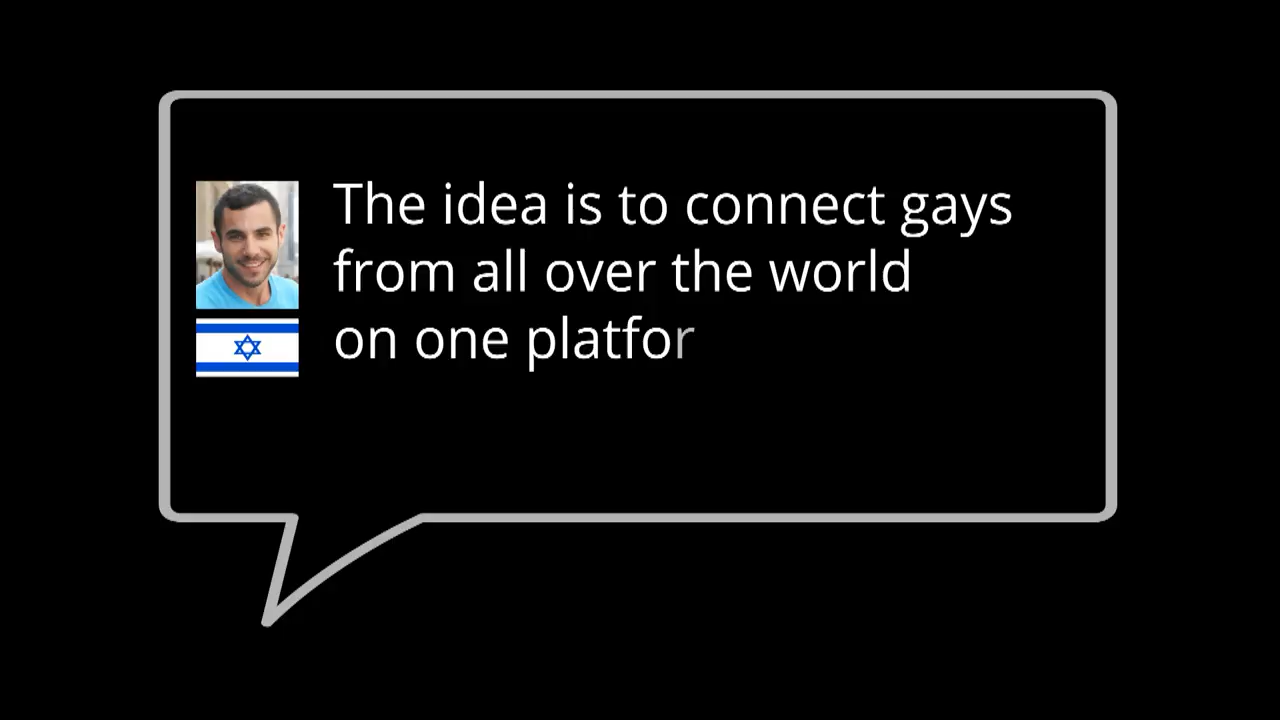 The idea is to connect gays
from all over the world
on one platfor